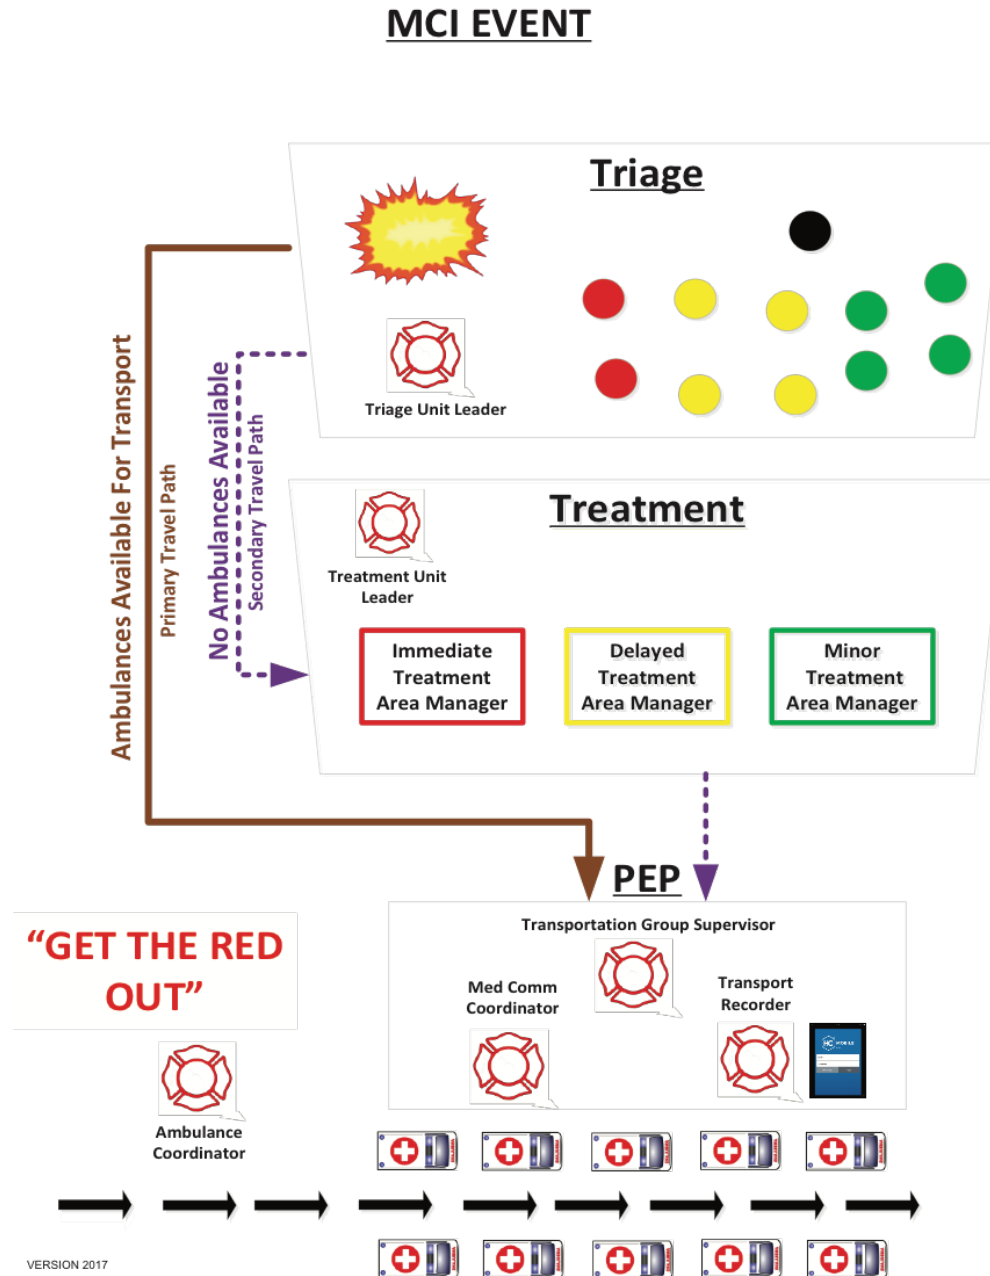 MCI EVENT
Triage
Triage Unit Leader
Ambulances Available For Transport
Primary Travel Path
No Ambulances Available
Secondary Travel Path
Treatment
Treatment Unit
Leader
Immediate
Treatment
Area Manager
Delayed
Treatment
Area Manager
Minor
Treatment
Area Manager
PEP
Transportation Group Supervisor
Med Comm
Coordinator
Transport
Recorder
HC MOBILE
“GET THE RED
OUT”
Ambulance
Coordinator
VERSION 2017